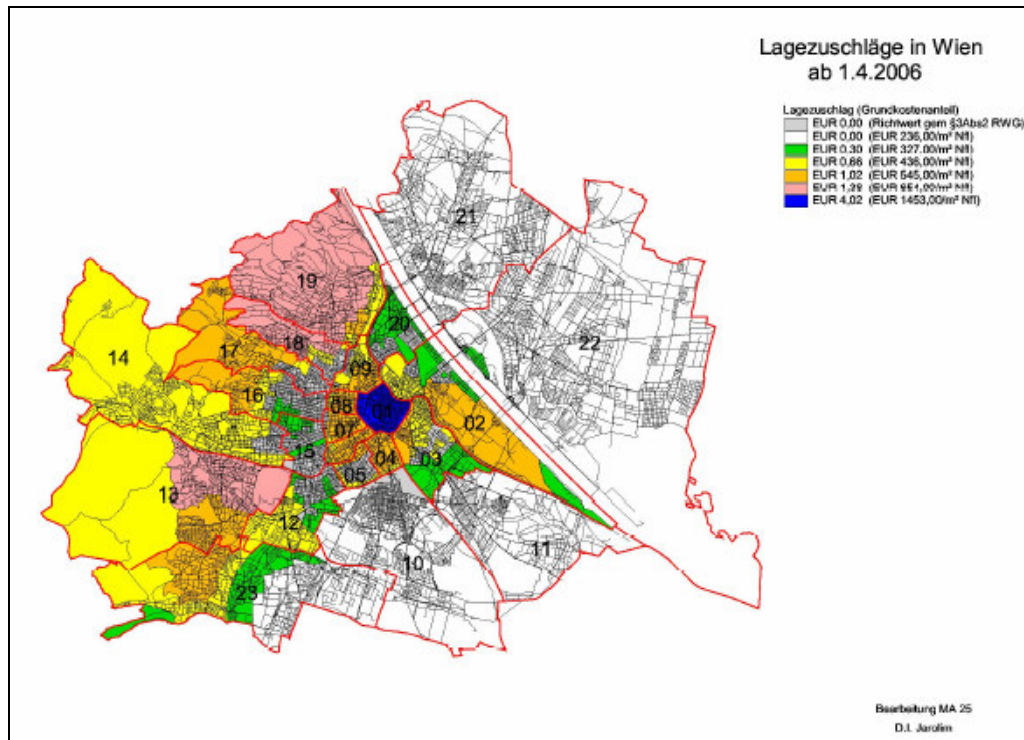 Lagezuschläge in Wien
ab 1.4.2006
Lagezuschlag (Grundkostenanteil)
EUR 0,00 (Richtwert gem §3Abs2 RWG)
EUR 0,00 (EUR 236,00/m² Nfl)
EUR 0,30 (EUR 327,00/m² Nfl)
EUR 0,66 (EUR 436,00/m² Nfl)
EUR 1,02 (EUR 545,00/m² Nfl)
EUR (EUR /m² Nfl)
EUR 4,02 (EUR 1453,00/m² Nfl)
21
19
20
22
18
14
17
09
16
08
01
02
07
15
04
03
05
13
12
11
10
23
Bearbeitung MA 25
D.I. Jarolim